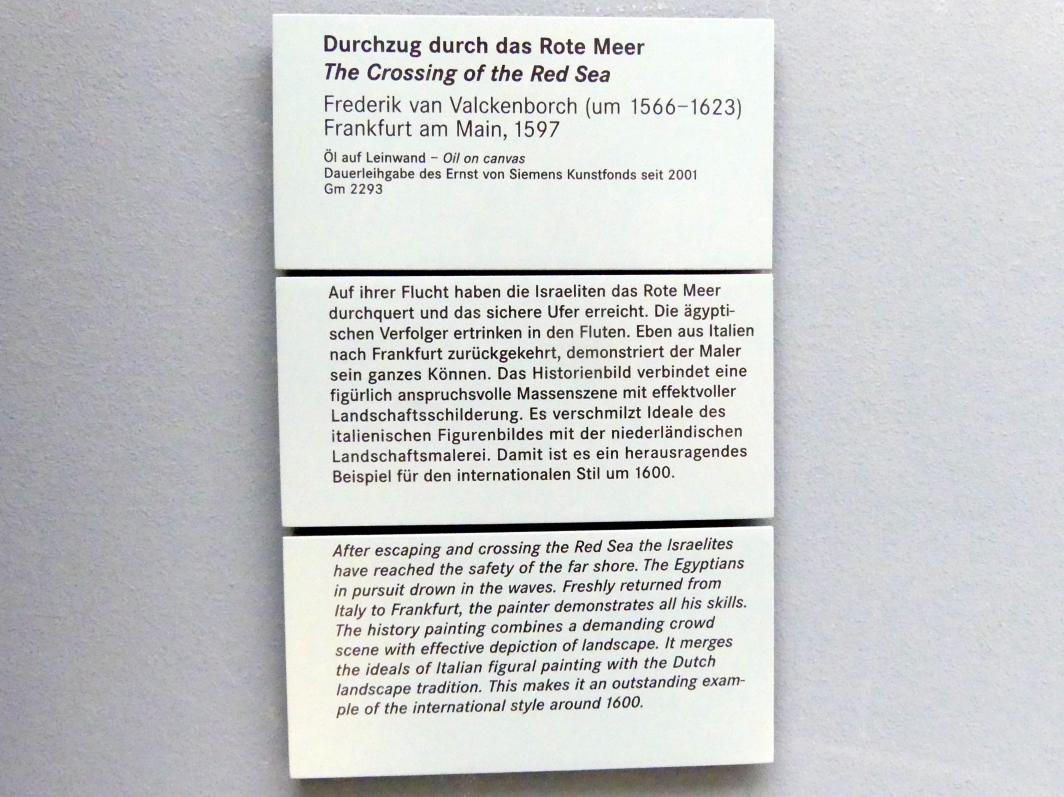 Durchzug durch das Rote Meer
The Crossing of the Red Sea
Frederik van Valckenborch (um 1566–1623)
Frankfurt am Main, 1597
Öl auf Leinwand – Oil on canvas
Dauerleihgabe des Ernst von Siemens Kunstfonds seit 2001
Gm 2293
Auf ihrer Flucht haben die Israeliten das Rote Meer
durchquert und das sichere Ufer erreicht. Die ägypti-
schen Verfolger ertrinken in den Fluten. Eben aus Italien
nach Frankfurt zurückgekehrt, demonstriert der Maler
sein ganzes Können. Das Historienbild verbindet eine
figürlich anspruchsvolle Massenszene mit effektvoller
Landschaftsschilderung. Es verschmilzt Ideale des
italienischen Figurenbildes mit der niederländischen
Landschaftsmalerei. Damit ist es ein herausragendes
Beispiel für den internationalen Stil um 1600.
After escaping and crossing the Red Sea the Israelites
have reached the safety of the far shore. The Egyptians
in pursuit drown in the waves. Freshly returned from
Italy to Frankfurt, the painter demonstrates all his skills.
The history painting combines a demanding crowd
scene with effective depiction of landscape. It merges
the ideals of Italian figural painting with the Dutch
landscape tradition. This makes it an outstanding exam-
ple of the international style around 1600.